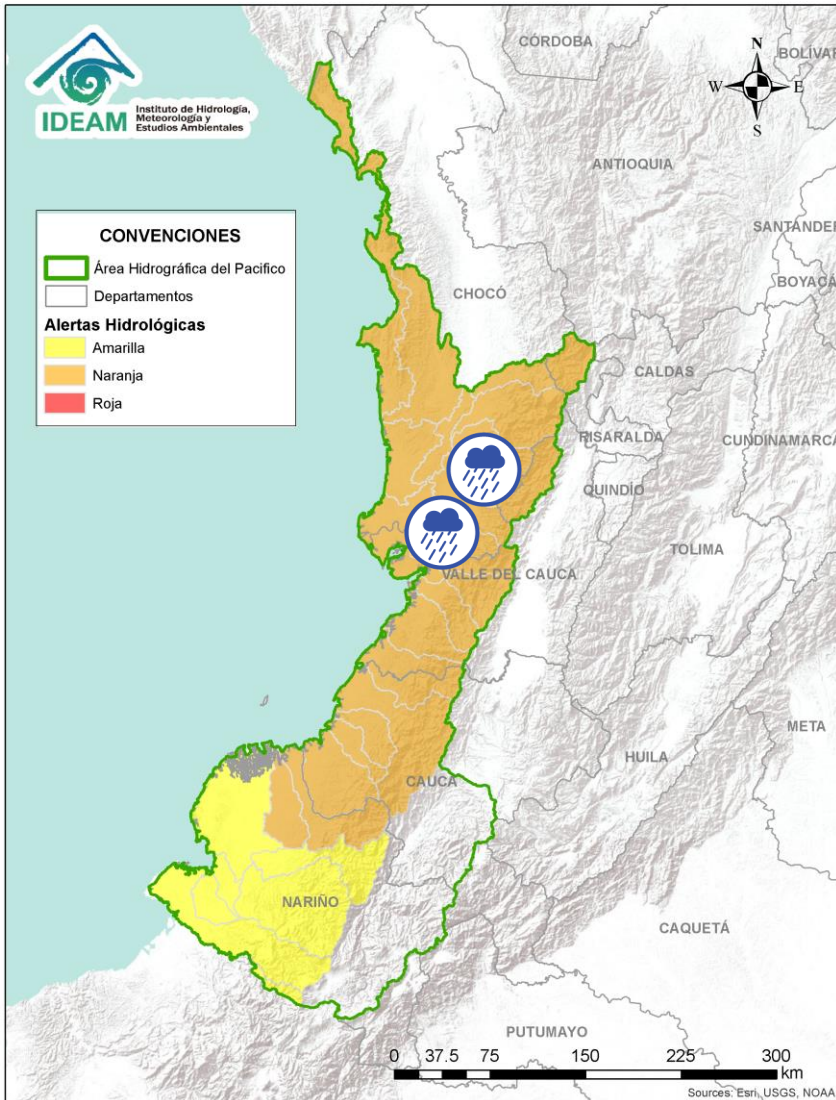 IDEAM
Instituto de Hidrología,
Meteorología y
Estudios Ambientales
N
W
E
S
CÓRDOBA
BOLÍVAR
ANTIOQUIA
SANTANDER
BOYACÁ
CHOCÓ
CALDAS
RISARALDA
CUNDINAMARCA
QUINDÍO
TOLIMA
VALLE DEL CAUCA
META
HUILA
CAUCA
NARIÑO
CAQUETÁ
PUTUMAYO
CONVENCIONES
Área Hidrográfica del Pacifico
Departamentos
Alertas Hidrológicas
Amarilla
Naranja
Roja
0 37.5 75 150 225 300
km
Sources: Esri, USGS, NOAA